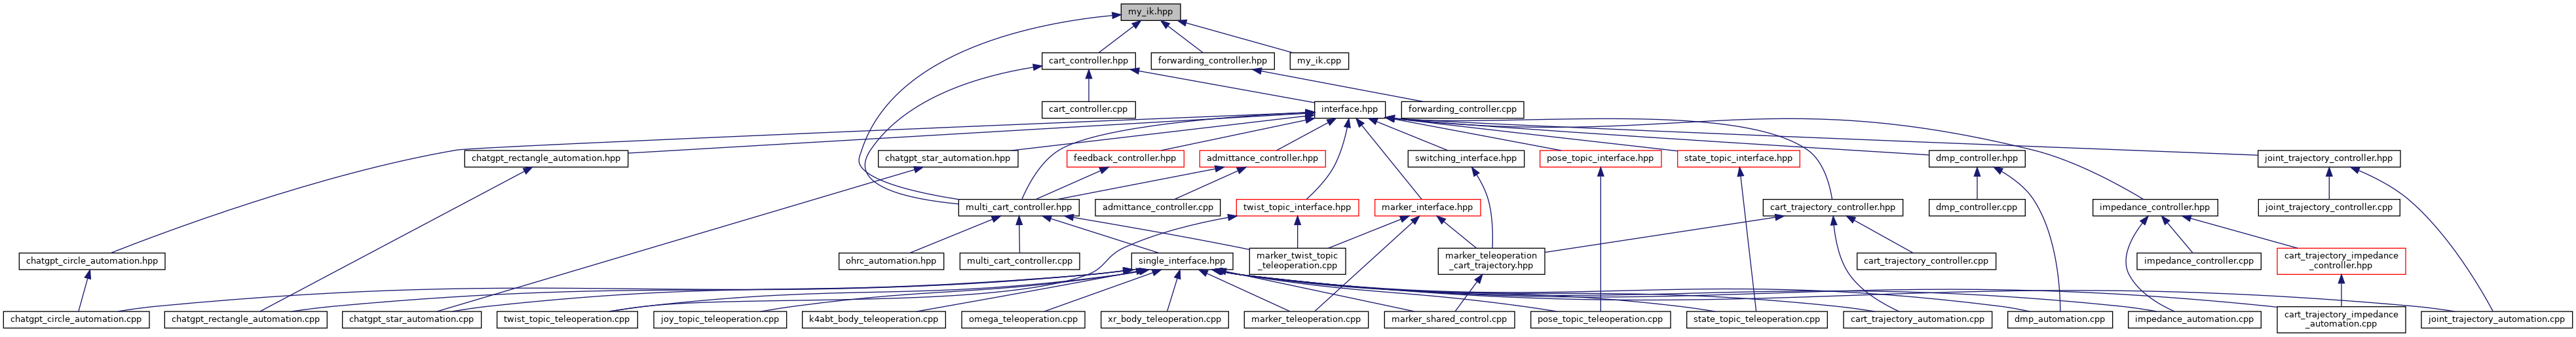 my_ik.hpp
cart_controller.hpp
forwarding_controller.hpp
my_ik.cpp
cart_controller.cpp
interface.hpp
forwarding_controller.cpp
chatgpt_rectangle_automation.hpp
chatgpt_star_automation.hpp
feedback_controller.hpp
admittance_controller.hpp
switching_interface.hpp
pose_topic_interface.hpp
state_topic_interface.hpp
dmp_controller.hpp
joint_trajectory_controller.hpp
multi_cart_controller.hpp
admittance_controller.cpp
twist_topic_interface.hpp
marker_interface.hpp
cart_trajectory_controller.hpp
dmp_controller.cpp
impedance_controller.hpp
joint_trajectory_controller.cpp
chatgpt_circle_automation.hpp
ohrc_automation.hpp
multi_cart_controller.cpp
single_interface.hpp
marker_twist_topic
_teleoperation.cpp
marker_teleoperation
_cart_trajectory.hpp
cart_trajectory_controller.cpp
impedance_controller.cpp
cart_trajectory_impedance
_controller.hpp
chatgpt_circle_automation.cpp
chatgpt_rectangle_automation.cpp
chatgpt_star_automation.cpp
twist_topic_teleoperation.cpp
joy_topic_teleoperation.cpp
k4abt_body_teleoperation.cpp
omega_teleoperation.cpp
xr_body_teleoperation.cpp
marker_teleoperation.cpp
marker_shared_control.cpp
pose_topic_teleoperation.cpp
state_topic_teleoperation.cpp
cart_trajectory_automation.cpp
dmp_automation.cpp
impedance_automation.cpp
cart_trajectory_impedance
_automation.cpp
joint_trajectory_automation.cpp